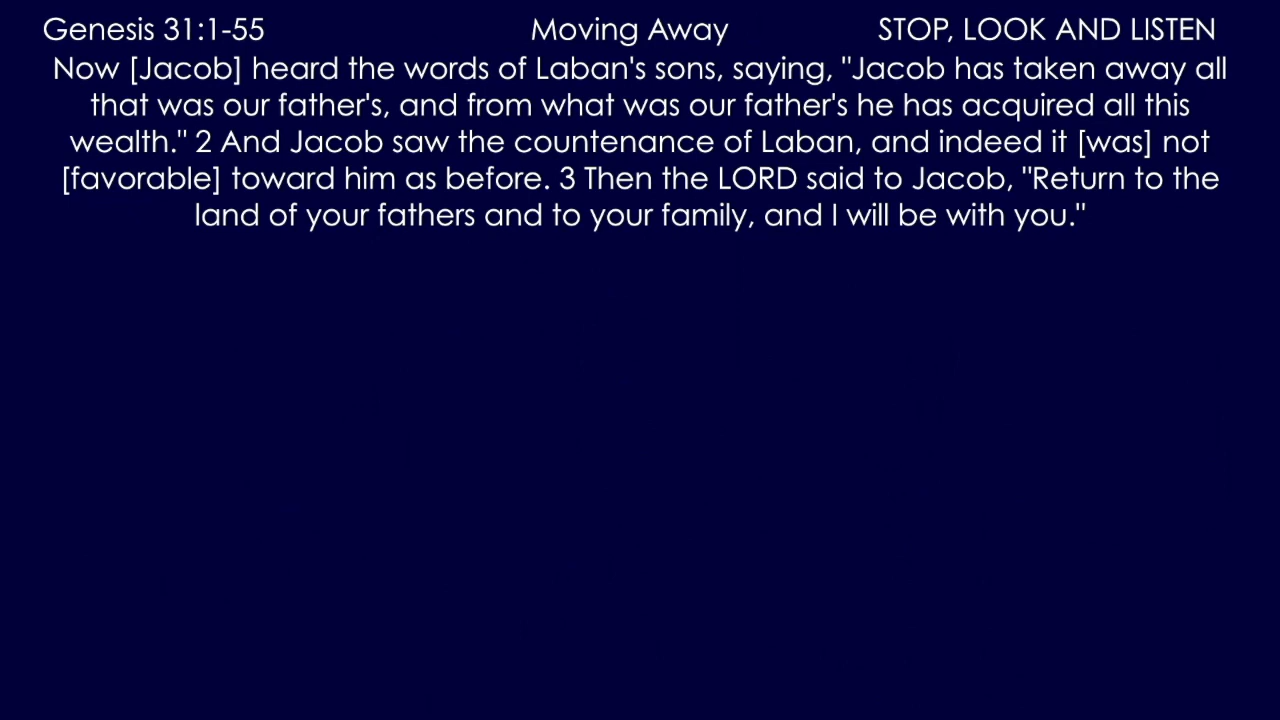 Genesis 31:1-55 Moving Away STOP, LOOK AND LISTEN
Now [Jacob] heard the words of Laban's sons, saying, "Jacob has taken away all
that was our father's, and from what was our father's he has acquired all this
wealth." 2 And Jacob saw the countenance of Laban, and indeed it [was] not
[favorable] toward him as before. 3 Then the LORD said to Jacob, "Return to the
land of your fathers and to your family, and I will be with you."